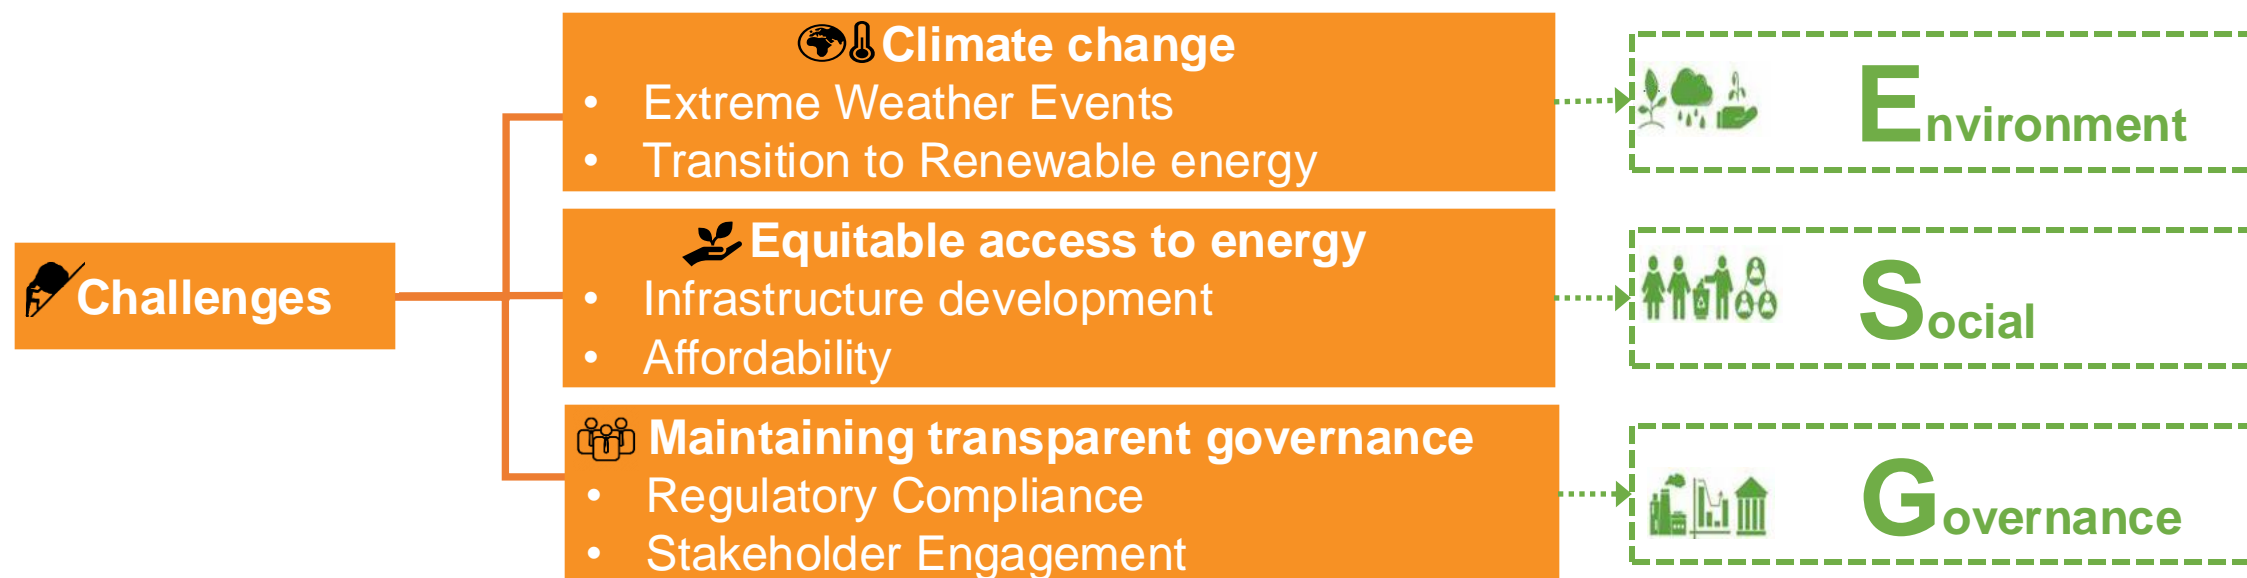 Challenges
Climate change
• Extreme Weather Events
• Transition to Renewable energy
Equitable access to energy
• Infrastructure development
• Affordability
Maintaining transparent governance
• Regulatory Compliance
• Stakeholder Engagement
Environment
Social
Governance